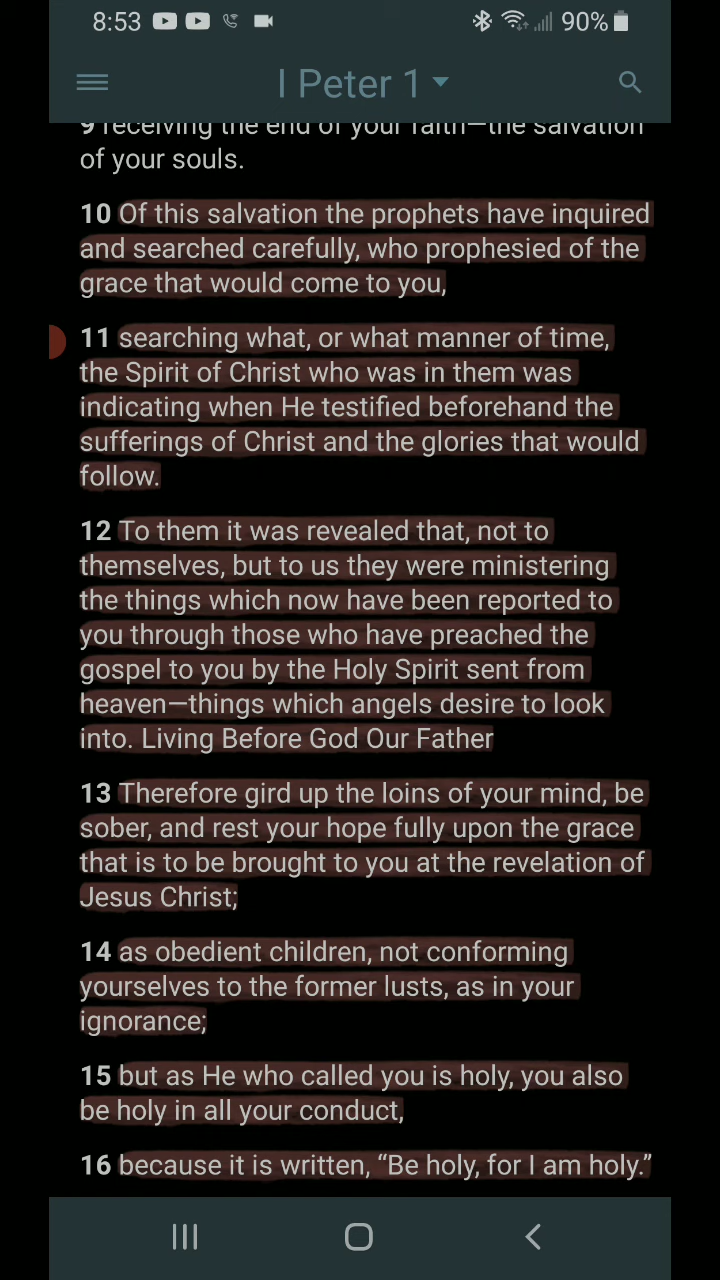 8:53
90%
I Peter 1
9 receiving the end of your faith—the salvation
of your souls.
10 Of this salvation the prophets have inquired
and searched carefully, who prophesied of the
grace that would come to you,
11 searching what, or what manner of time,
the Spirit of Christ who was in them was
indicating when He testified beforehand the
sufferings of Christ and the glories that would
follow.
12 To them it was revealed that, not to
themselves, but to us they were ministering
the things which now have been reported to
you through those who have preached the
gospel to you by the Holy Spirit sent from
heaven—things which angels desire to look
into. Living Before God Our Father
13 Therefore gird up the loins of your mind, be
sober, and rest your hope fully upon the grace
that is to be brought to you at the revelation of
Jesus Christ;
14 as obedient children, not conforming
yourselves to the former lusts, as in your
ignorance;
15 but as He who called you is holy, you also
be holy in all your conduct,
16 because it is written, “Be holy, for I am holy.”